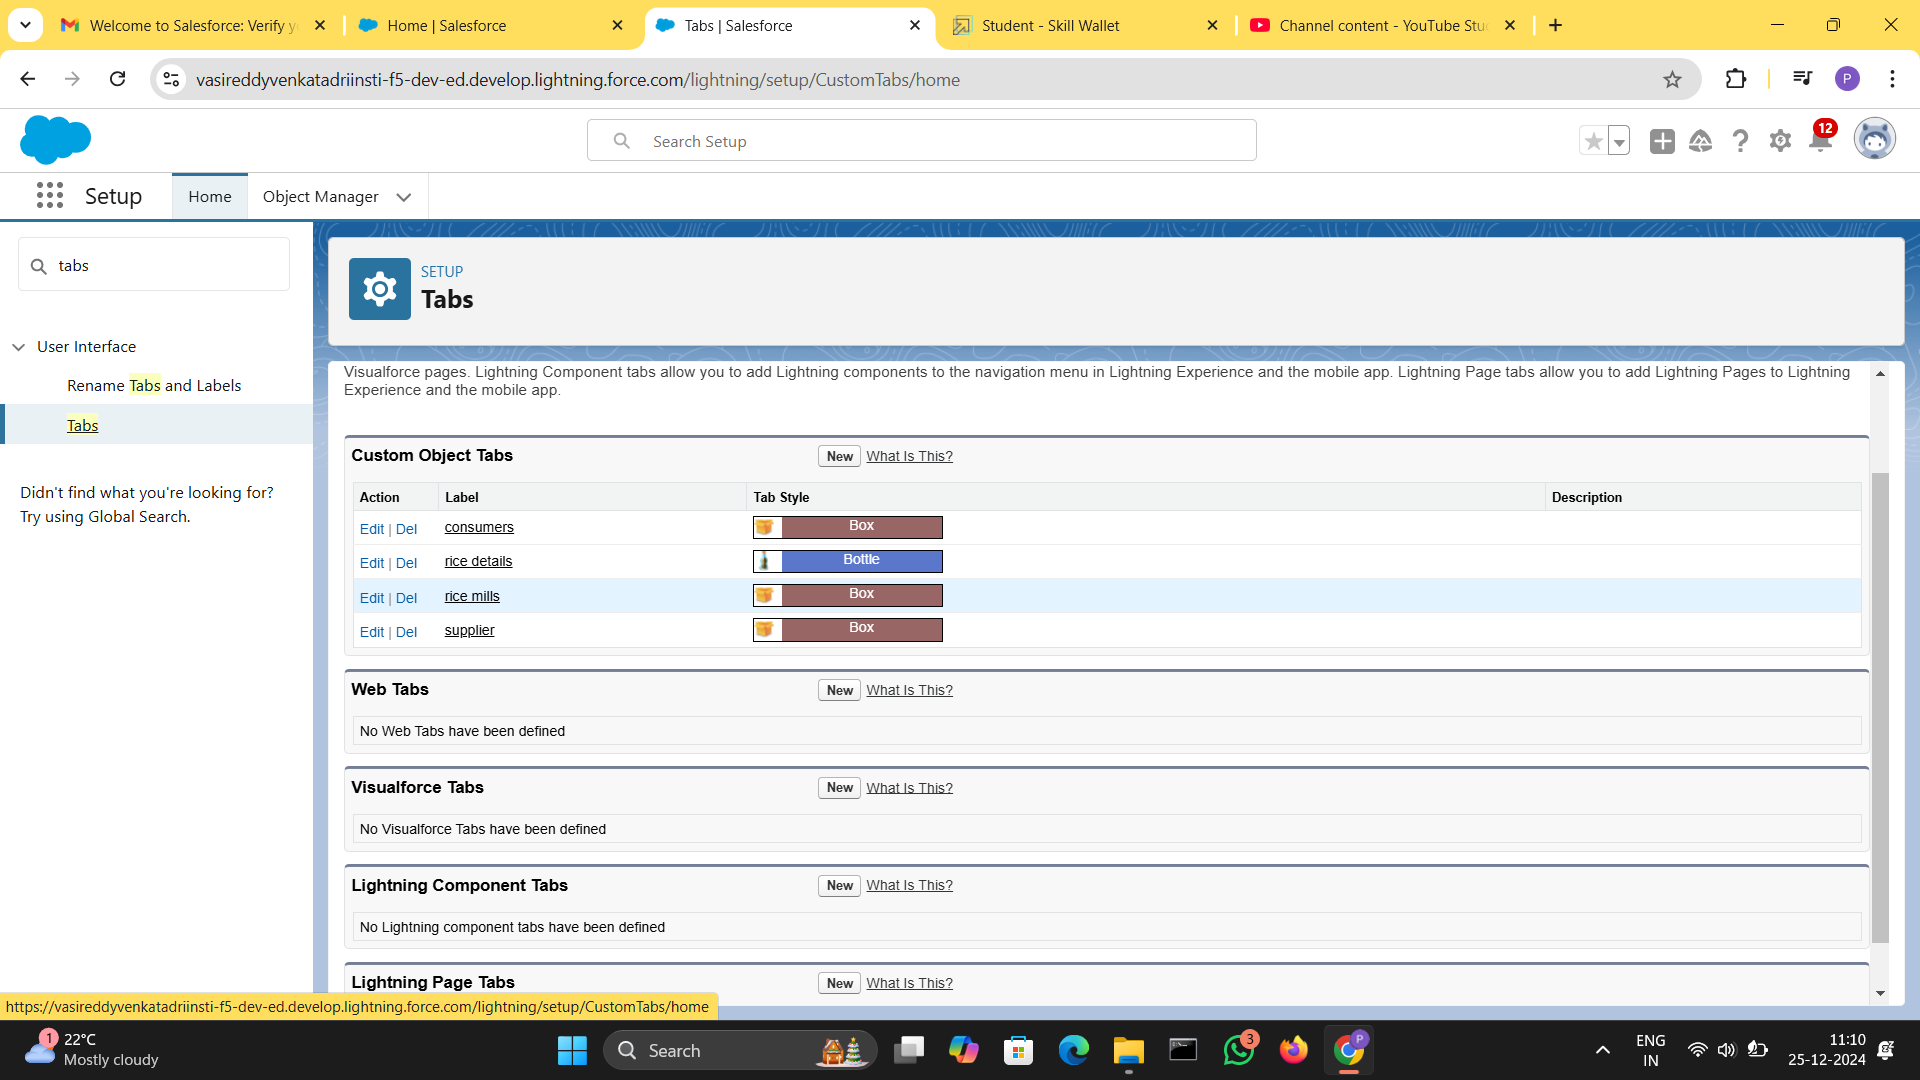 Welcome to Salesforce: Verify y
Home | Salesforce
Tabs | Salesforce
Student - Skill Wallet
Channel content - YouTube Stu
vasireddyvenkatadriinsti-f5-dev-ed.develop.lightning.force.com/lightning/setup/CustomTabs/home
P
Search Setup
12
Setup
Home
Object Manager
tabs
User Interface
Rename Tabs and Labels
Tabs
Didn't find what you're looking for?
Try using Global Search.
SETUP
Tabs
Visualforce pages. Lightning Component tabs allow you to add Lightning components to the navigation menu in Lightning Experience and the mobile app. Lightning Page tabs allow you to add Lightning Pages to Lightning
Experience and the mobile app.
Custom Object Tabs
New What Is This?
Action Label Tab Style Description
Edit | Del consumers Box
Edit | Del rice details Bottle
Edit | Del rice mills Box
Edit | Del supplier Box
Web Tabs
New What Is This?
No Web Tabs have been defined
Visualforce Tabs
New What Is This?
No Visualforce Tabs have been defined
Lightning Component Tabs
New What Is This?
No Lightning component tabs have been defined
Lightning Page Tabs
New What Is This?
https://vasireddyvenkatadriinsti-f5-dev-ed.develop.lightning.force.com/lightning/setup/CustomTabs/home
1
22°C
Mostly cloudy
Search
3
P
ENG
IN
11:10
25-12-2024